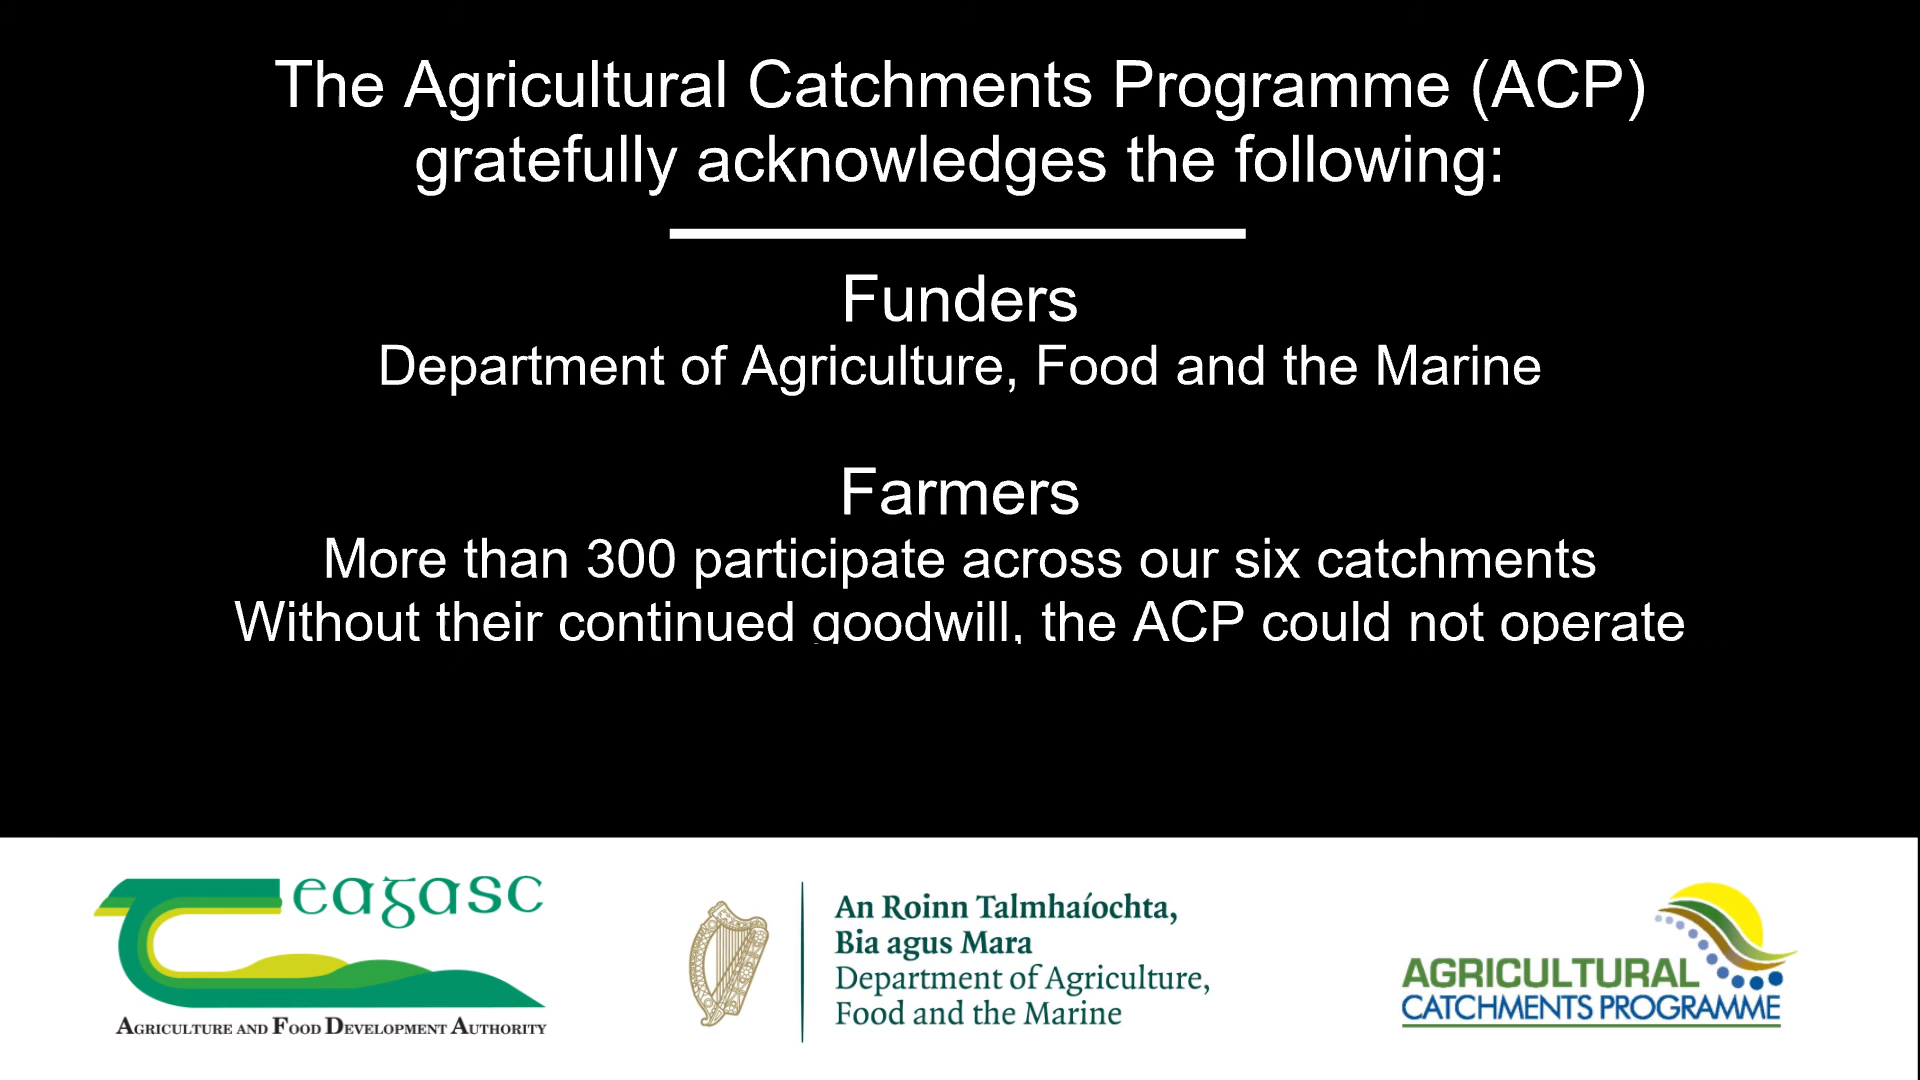 The Agricultural Catchments Programme (ACP)
gratefully acknowledges the following:
Funders
Department of Agriculture, Food and the Marine
Farmers
More than 300 participate across our six catchments
Without their continued goodwill, the ACP could not operate
Teagasc
AGRICULTURE AND FOOD DEVELOPMENT AUTHORITY
An Roinn Talmhaíochta,
Bia agus Mara
Department of Agriculture,
Food and the Marine
AGRICULTURAL
CATCHMENTS PROGRAMME